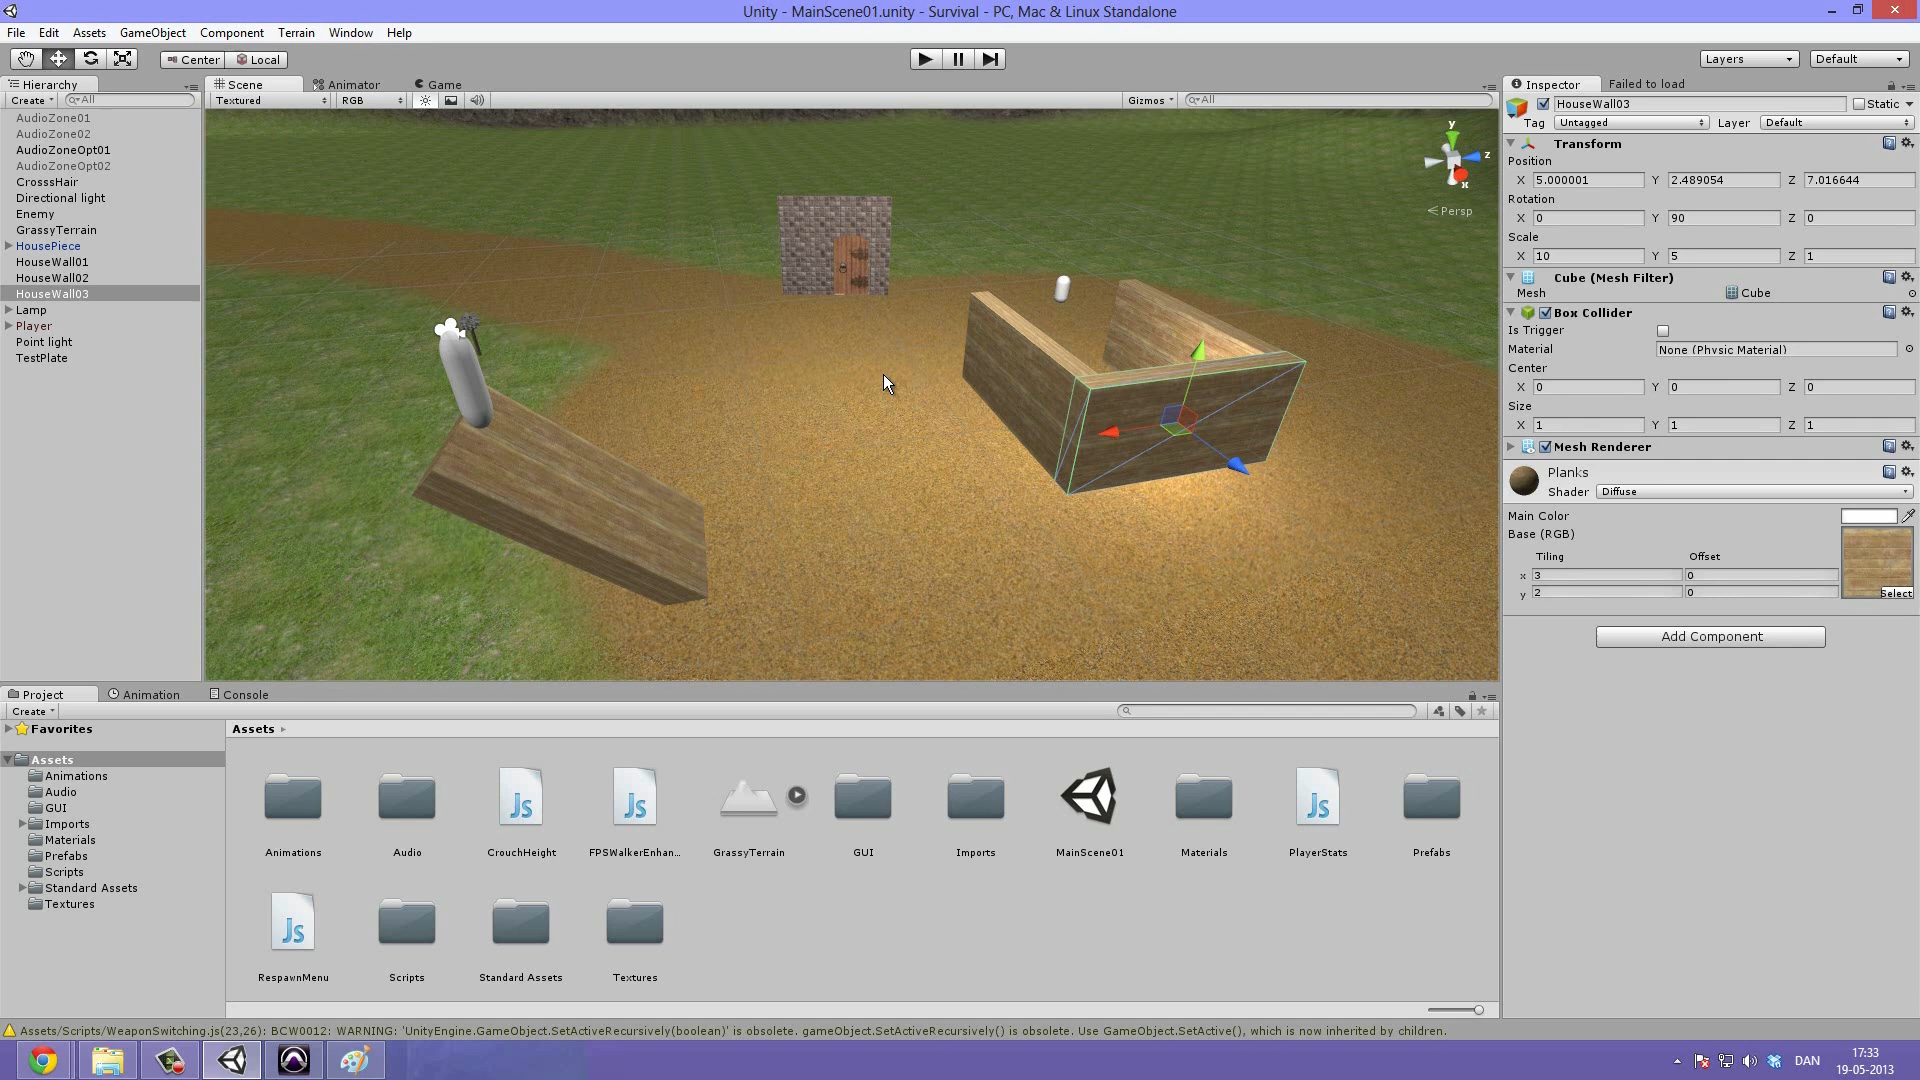 Unity - MainScene01.unity - Survival - PC, Mac & Linux Standalone
File Edit Assets GameObject Component Terrain Window Help
Center Local Layers Default
Hierarchy
Create All
AudioZone01
AudioZone02
AudioZoneOpt01
AudioZoneOpt02
CrosssHair
Directional light
Enemy
GrassyTerrain
HousePiece
HouseWall01
HouseWall02
HouseWall03
Lamp
Player
Point light
TestPlate
Scene Animator Game
Textured RGB Gizmos All
y
z
x
Persp
Inspector Failed to load
HouseWall03 Static
Tag Untagged Layer Default
Transform
Position
X 5.000001 Y 2.489054 Z 7.016644
Rotation
X 0 Y 90 Z 0
Scale
X 10 Y 5 Z 1
Cube (Mesh Filter)
Mesh Cube
Box Collider
Is Trigger
Material None (Physic Material)
Center
X 0 Y 0 Z 0
Size
X 1 Y 1 Z 1
Mesh Renderer
Planks
Shader Diffuse
Main Color
Base (RGB)
Tiling Offset
x 3 0
y 2 0
Select
Add Component
Project Animation Console
Create
Favorites
Assets
Animations
Audio
GUI
Imports
Materials
Prefabs
Scripts
Standard Assets
Textures
Assets
Js Js Js
Animations Audio CrouchHeight FPSWalkerEnhan... GrassyTerrain GUI Imports MainScene01 Materials PlayerStats Prefabs
Js
RespawnMenu Scripts Standard Assets Textures
Assets/Scripts/WeaponSwitching.js(23,26): BCW0012: WARNING: 'UnityEngine.GameObject.SetActiveRecursively(boolean)' is obsolete. gameObject.SetActiveRecursively() is obsolete. Use GameObject.SetActive(), which is now inherited by children.
DAN
17:33
19-05-2013